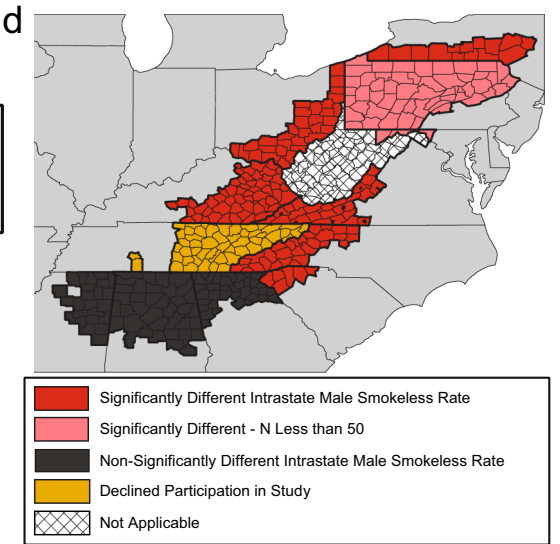 d
Significantly Different Intrastate Male Smokeless Rate
Significantly Different - N Less than 50
Non-Significantly Different Intrastate Male Smokeless Rate
Declined Participation in Study
Not Applicable